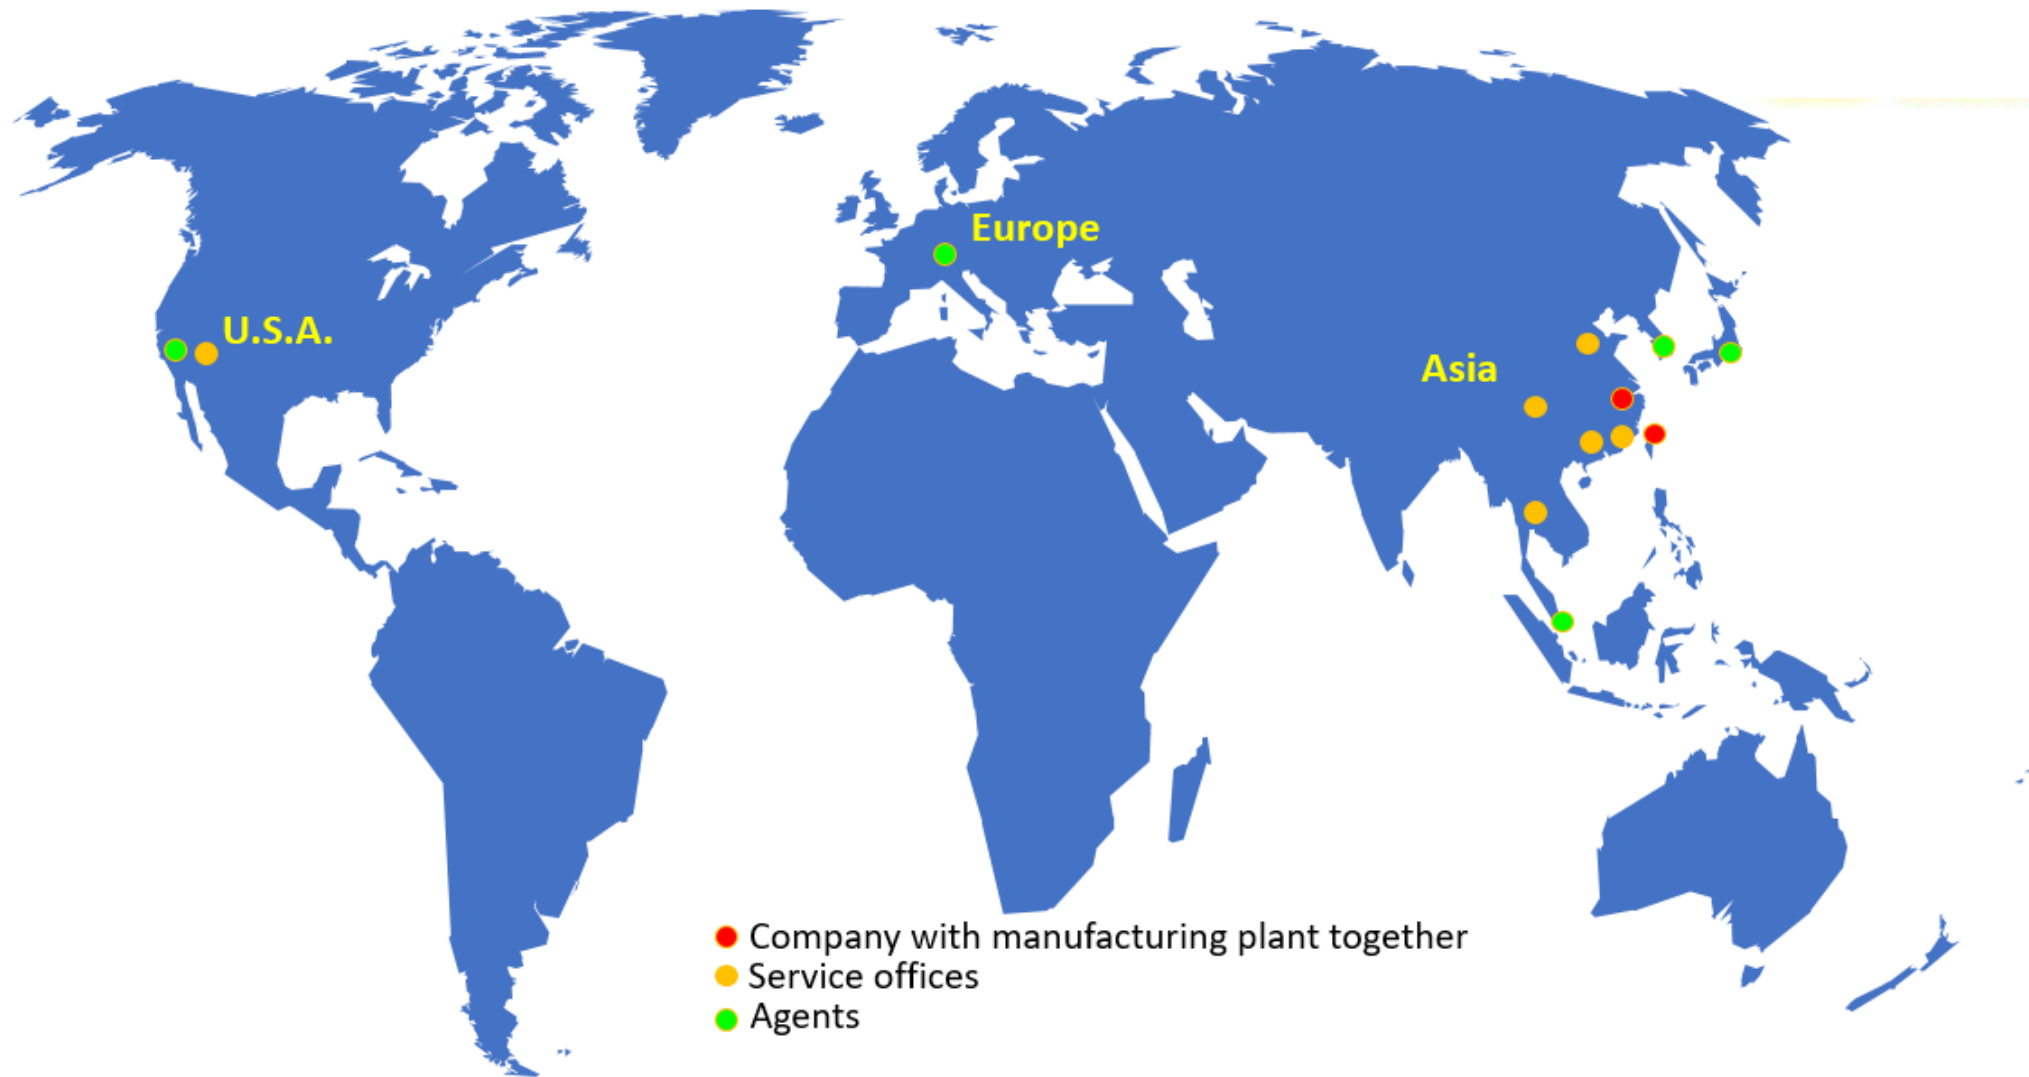 Europe
U.S.A.
Asia
Company with manufacturing plant together
Service offices
Agents